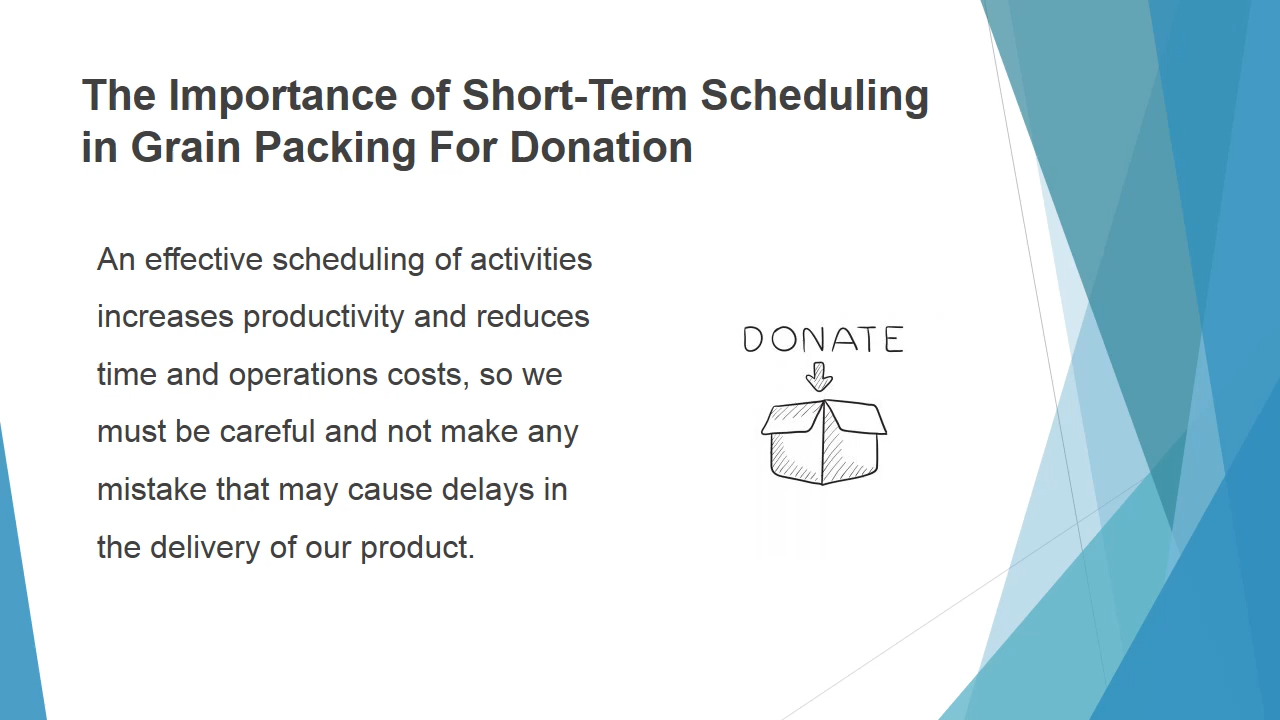 The Importance of Short-Term Scheduling
in Grain Packing For Donation
An effective scheduling of activities
increases productivity and reduces
time and operations costs, so we
must be careful and not make any
mistake that may cause delays in
the delivery of our product.
DONATE